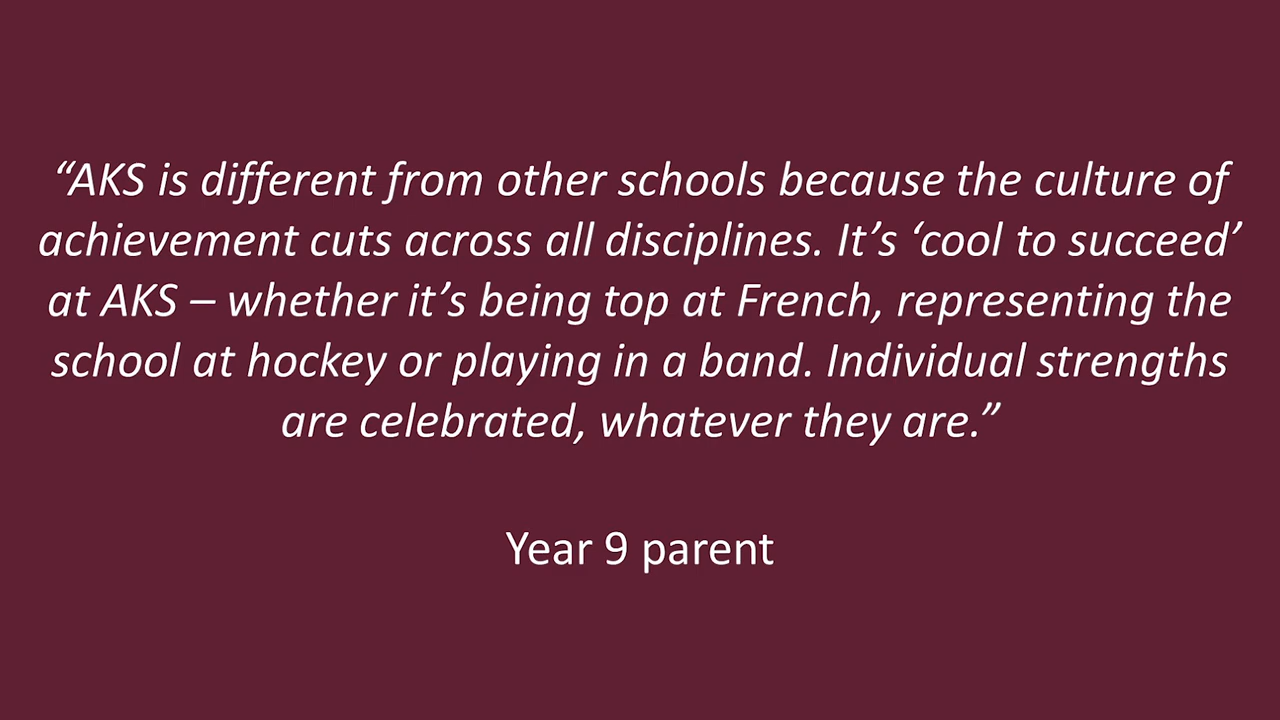 “AKS is different from other schools because the culture of
achievement cuts across all disciplines. It’s ‘cool to succeed’
at AKS – whether it’s being top at French, representing the
school at hockey or playing in a band. Individual strengths
are celebrated, whatever they are.”
Year 9 parent